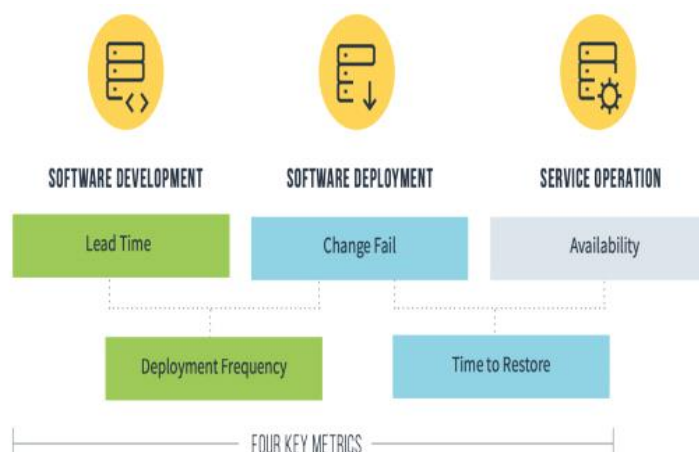 SOFTWARE DEVELOPMENT
SOFTWARE DEPLOYMENT
SERVICE OPERATION
Lead Time
Change Fail
Availability
Deployment Frequency
Time to Restore
FOUR KEY METRICS